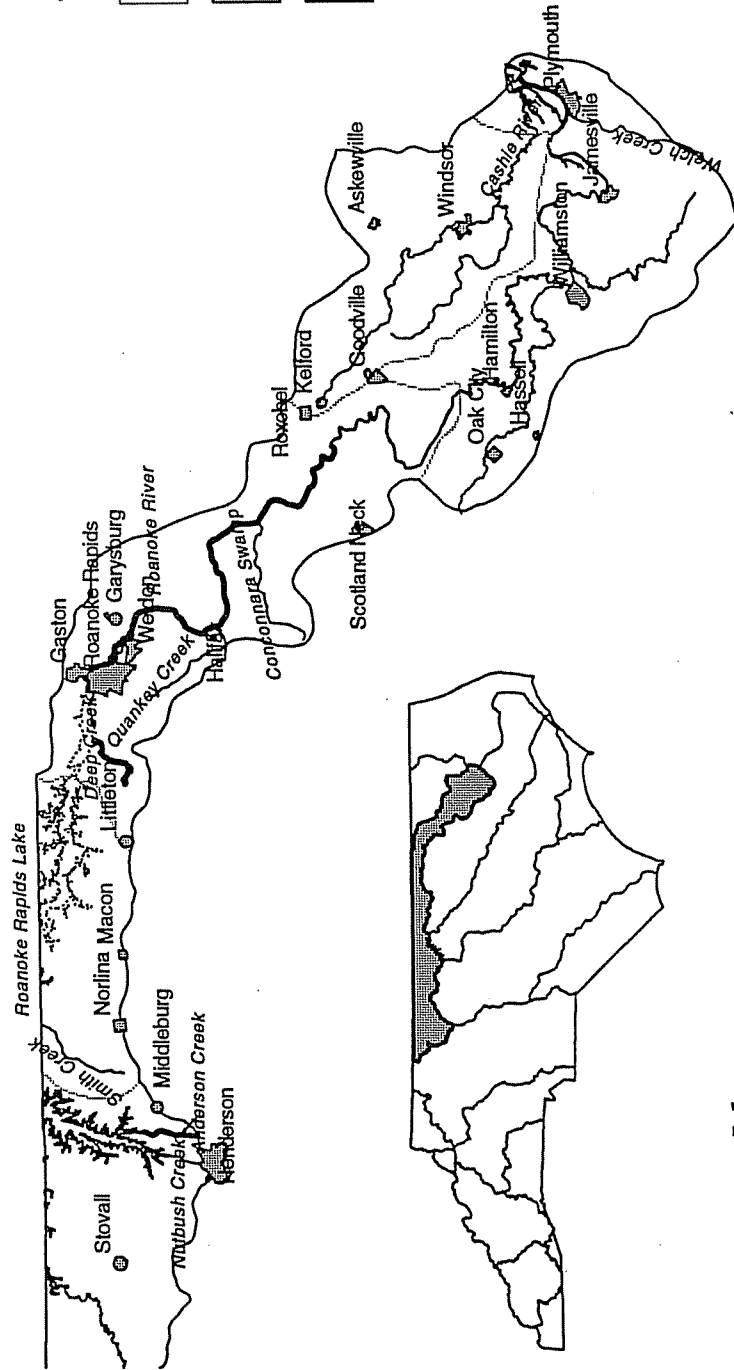 Roanoke Rapids Lake
Gaston
Roanoke Rapids
Garysburg
Weldon
Roanoke River
Deep Creek
Quankey Creek
Littleton
Macon
Norlina
Middleburg
Smith Creek
Anderson Creek
Nutbush Creek
Henderson
Stovall
Halifax
Conconnara Swamp
Scotland Neck
Roxobel
Kelford
Askewville
Windsor
Cashie River
Plymouth
Welch Creek
Jamesville
Williamston
Hamilton
Oak City
Hassell